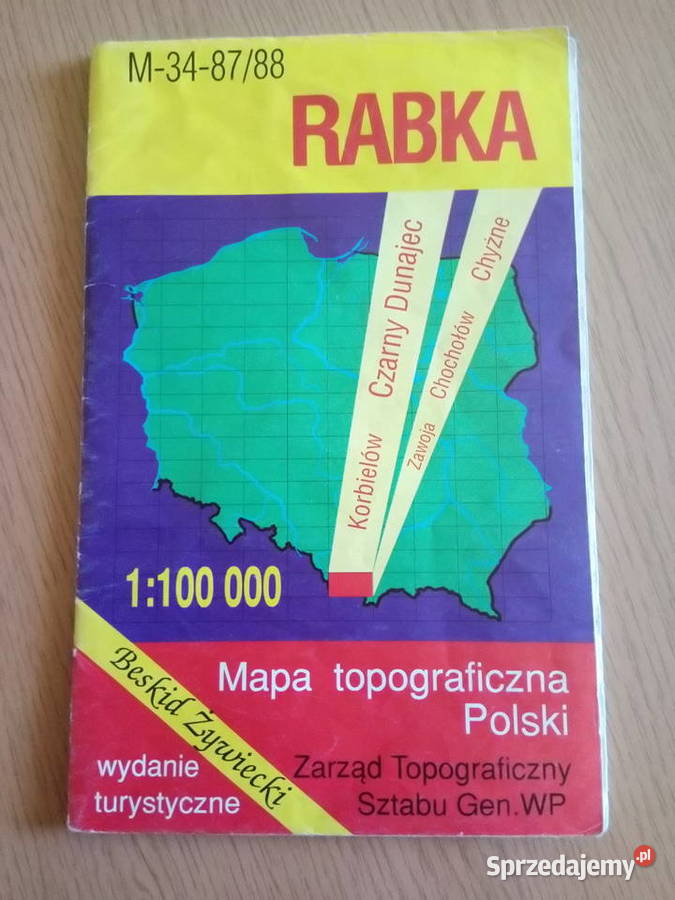 M-34-87/88
RABKA
Korbielów Czarny Dunajec
Zawoja Chochołów Chyżne
1:100 000
Beskid Żywiecki
Mapa topograficzna
Polski
wydanie
turystyczne
Zarząd Topograficzny
Sztabu Gen.WP
Sprzedajemy.pl